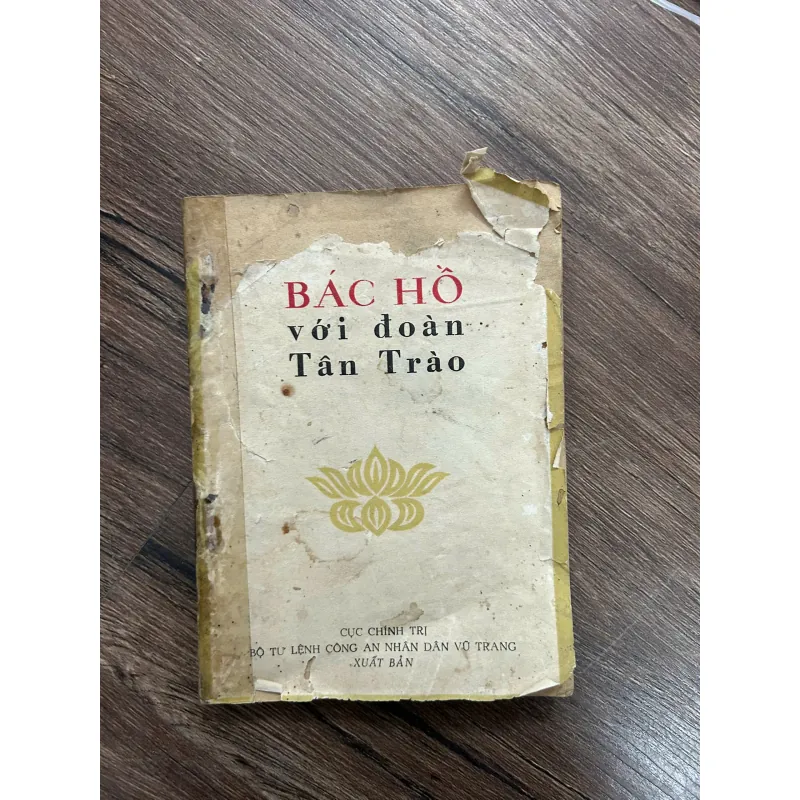 BÁC HỒ
với đoàn
Tân Trào
CỤC CHÍNH TRỊ
BỘ TƯ LỆNH CÔNG AN NHÂN DÂN VŨ TRANG
XUẤT BẢN